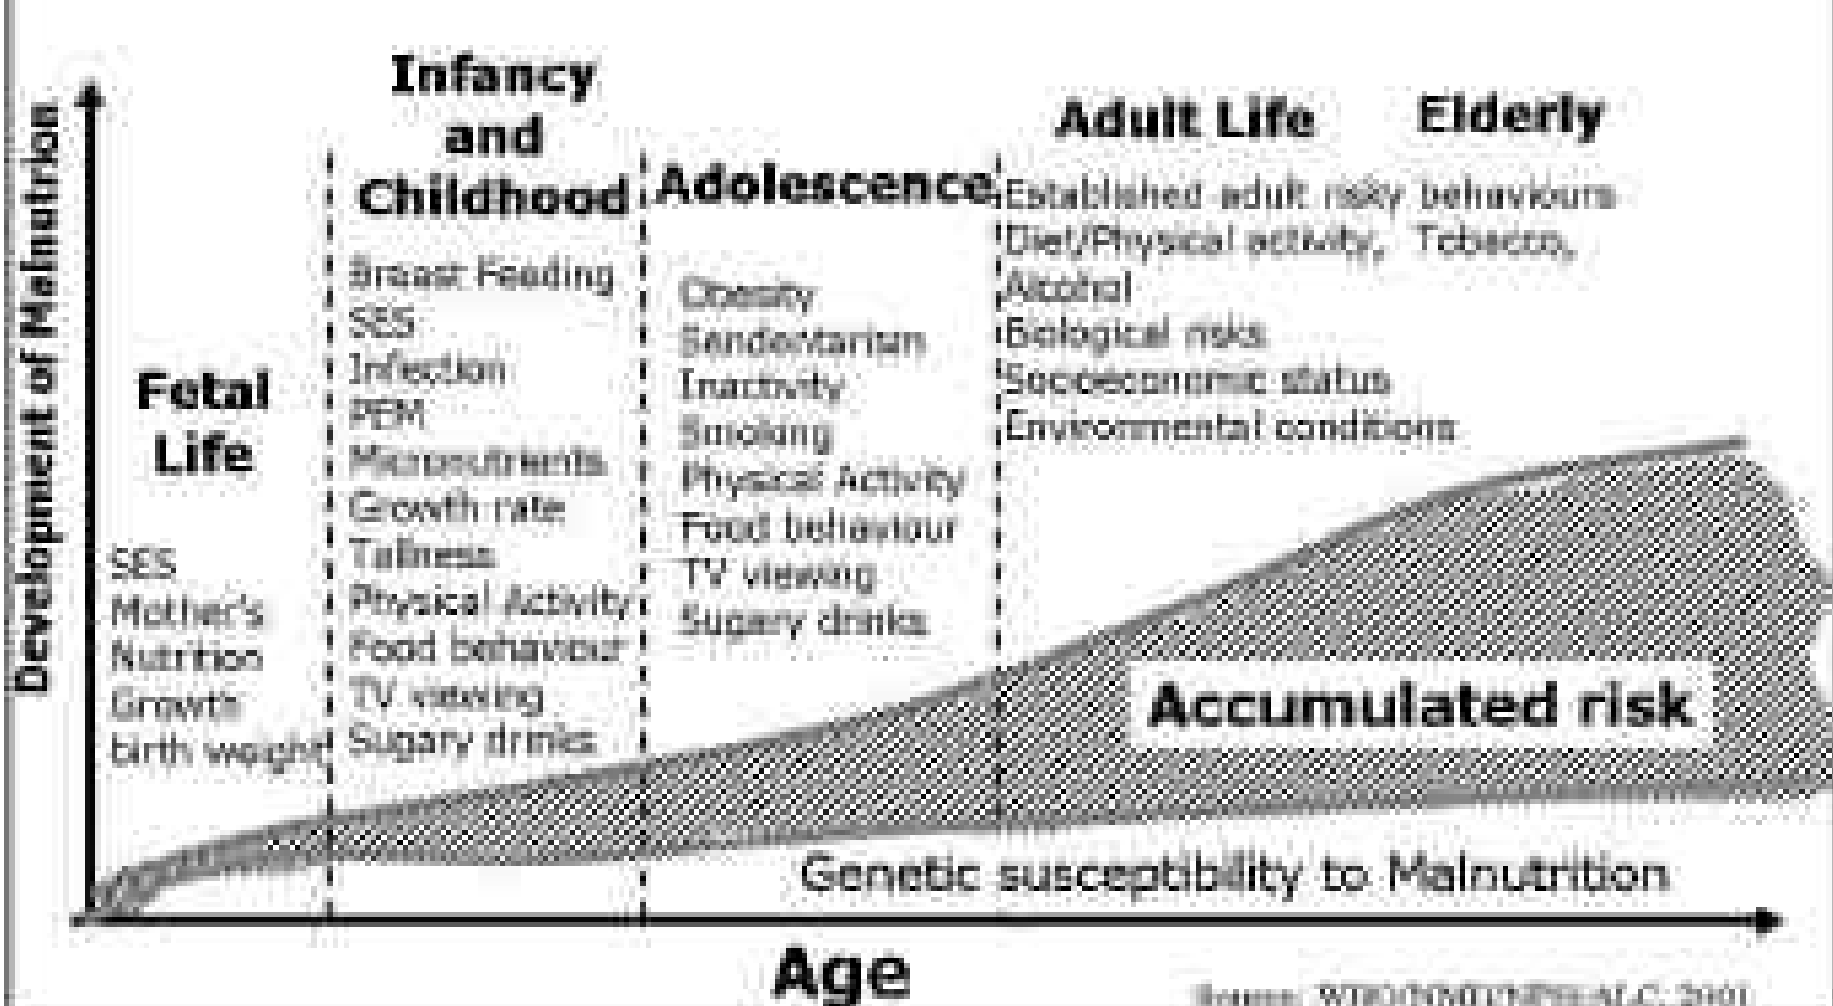 Development of Malnutrition
Fetal
Life
SES
Mother's
Nutrition
Growth
birth weight
Infancy
and
Childhood
Breast Feeding
SES
Infection
PEM
Micronutrients
Growth rate
Tallness
Physical Activity
Food behaviour
TV viewing
Sugary drinks
Adolescence
Obesity
Sendentarism
Inactivity
Smoking
Physical Activity
Food behaviour
TV viewing
Sugary drinks
Adult Life Elderly
Established adult risky behaviours
Diet/Physical activity, Tobacco,
Alcohol
Biological risks
Socioeconomic status
Environmental conditions
Accumulated risk
Genetic susceptibility to Malnutrition
Age
Source: 2001